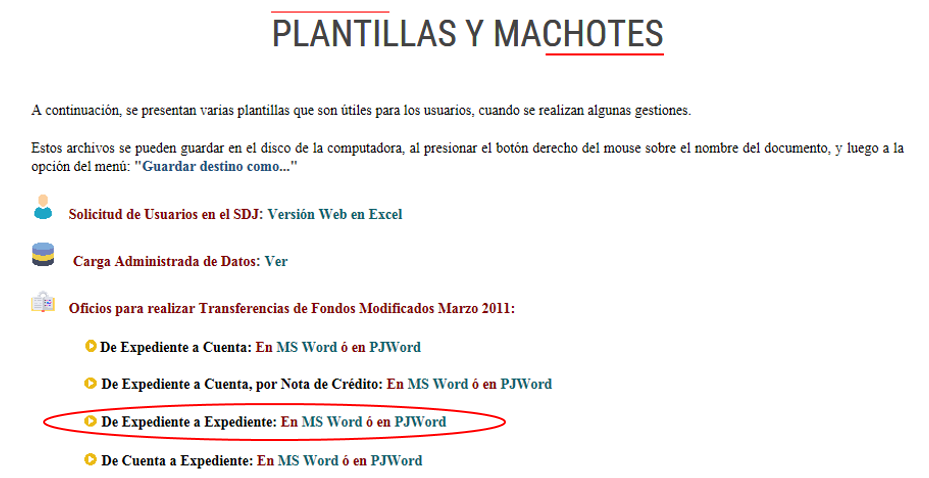 PLANTILLAS Y MACHOTES
A continuación, se presentan varias plantillas que son útiles para los usuarios, cuando se realizan algunas gestiones.
Estos archivos se pueden guardar en el disco de la computadora, al presionar el botón derecho del mouse sobre el nombre del documento, y luego a la
opción del menú: "Guardar destino como..."
Solicitud de Usuarios en el SDJ: Versión Web en Excel
Carga Administrada de Datos: Ver
Oficios para realizar Transferencias de Fondos Modificados Marzo 2011:
De Expediente a Cuenta: En MS Word ó en PJWord
De Expediente a Cuenta, por Nota de Crédito: En MS Word ó en PJWord
De Expediente a Expediente: En MS Word ó en PJWord
De Cuenta a Expediente: En MS Word ó en PJWord